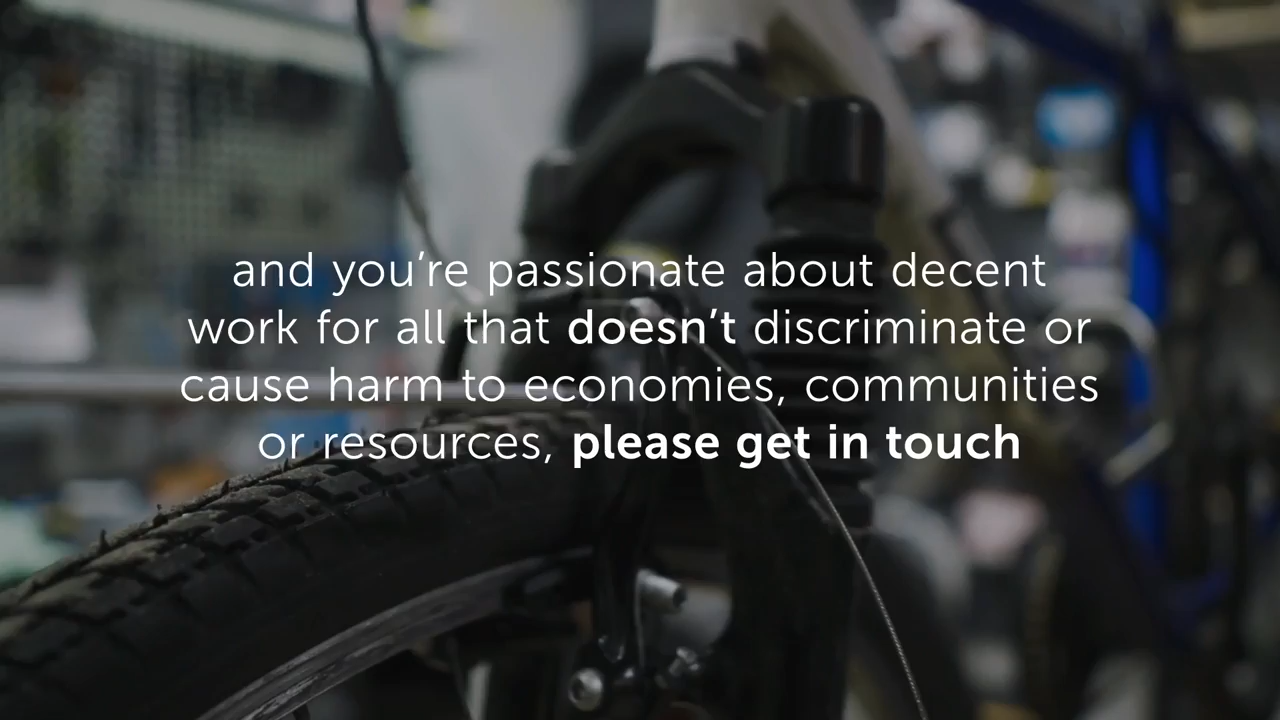 and you’re passionate about decent
work for all that doesn’t discriminate or
cause harm to economies, communities
or resources, please get in touch